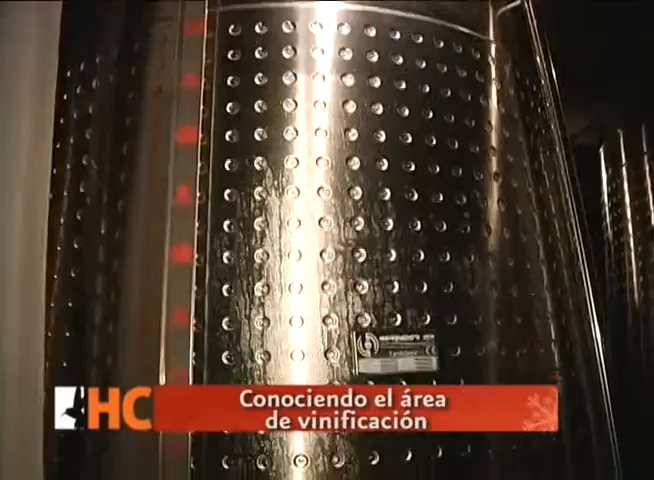 HC
Conociendo el área
de vinificación